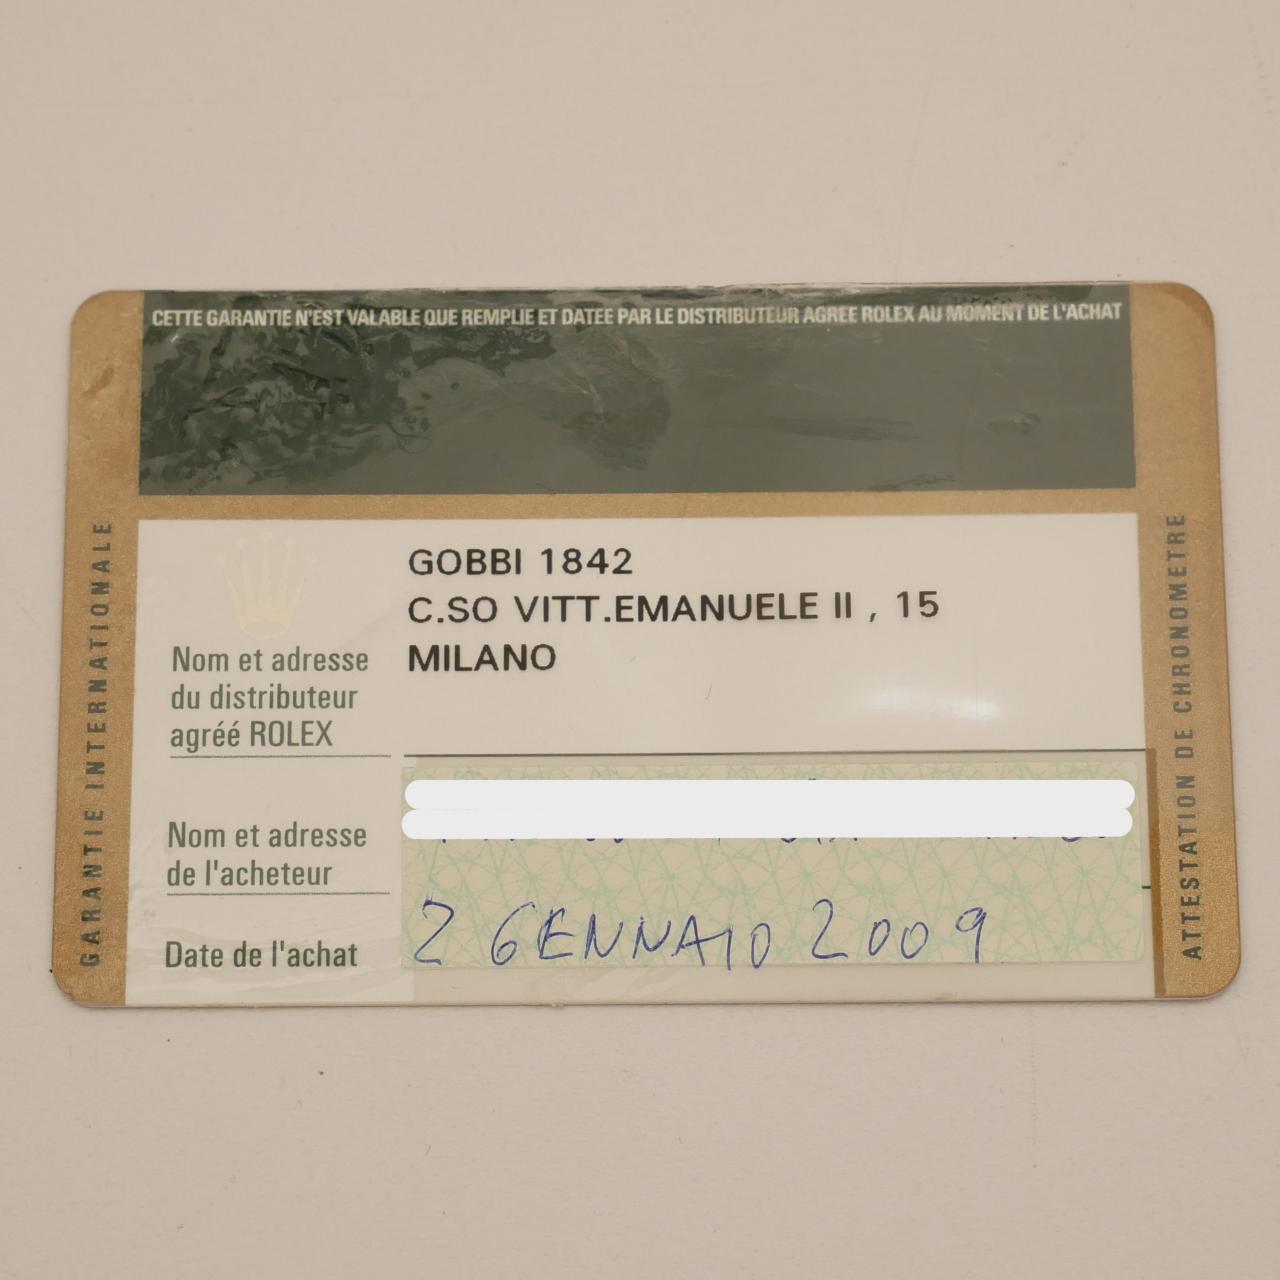 CETTE GARANTIE N'EST VALABLE QUE REMPLIE ET DATEE PAR LE DISTRIBUTEUR AGREE ROLEX AU MOMENT DE L'ACHAT
GARANTIE INTERNATIONALE
GOBBI 1842
C.SO VITT.EMANUELE II , 15
MILANO
Nom et adresse
du distributeur
agréé ROLEX
Nom et adresse
de l'acheteur
Date de l'achat
2 GENNAIO 2009
ATTESTATION DE CHRONOMETRE